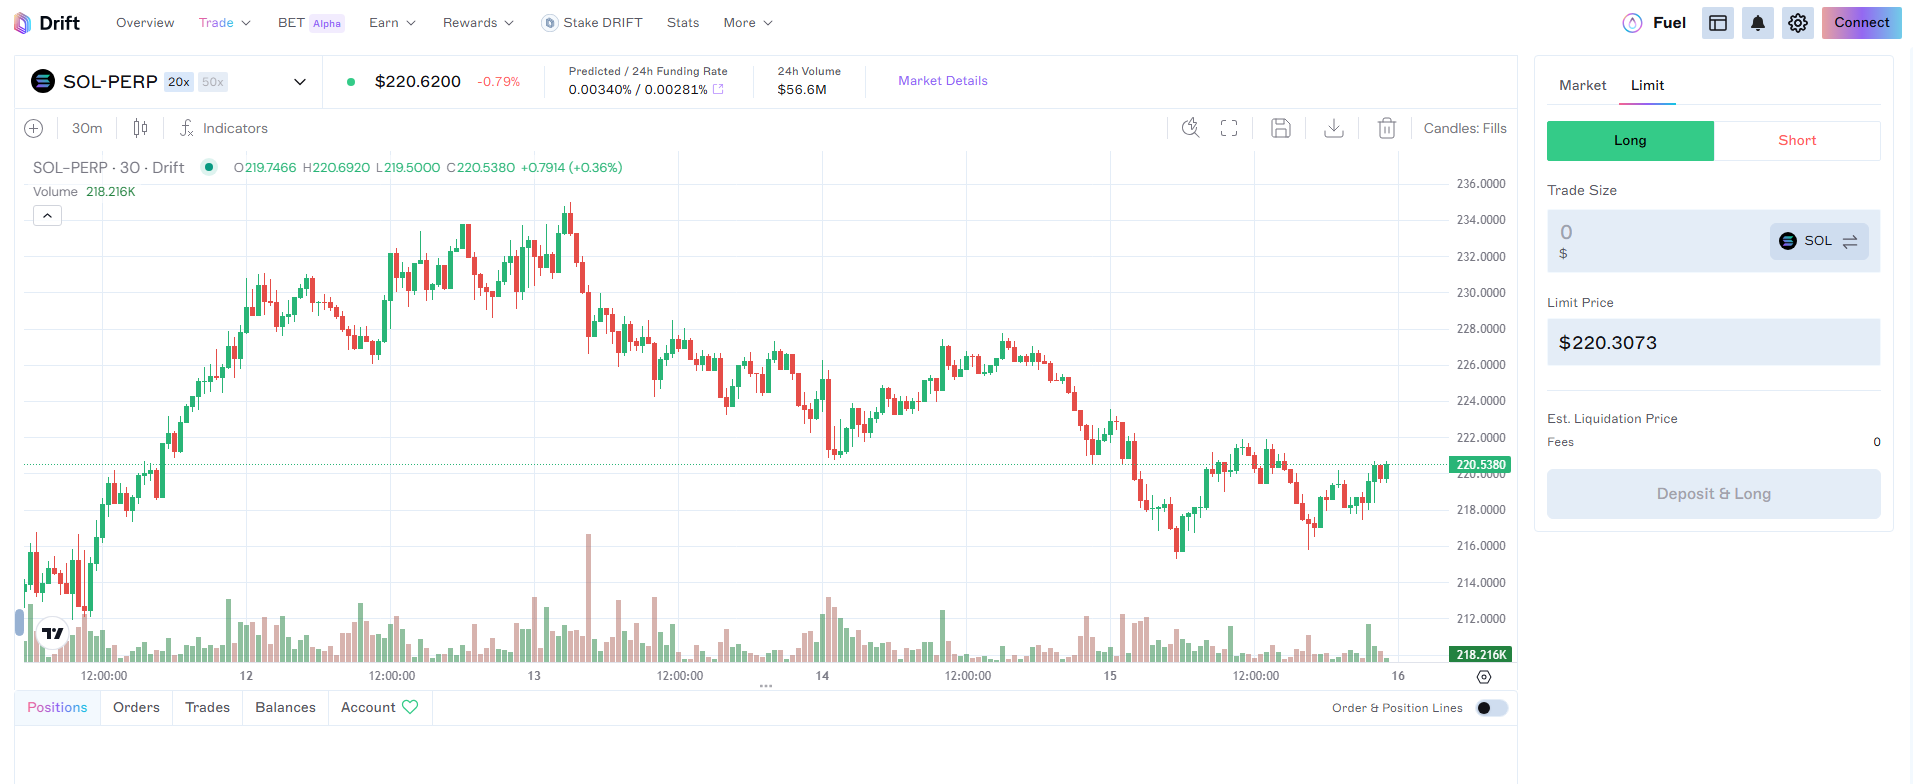 Drift
Overview
Trade
BET Alpha
Earn
Rewards
Stake DRIFT
Stats
More
Fuel
Connect
SOL-PERP 20x 50x
$220.6200 -0.79%
Predicted / 24h Funding Rate
0.00340% / 0.00281%
24h Volume
$56.6M
Market Details
30m
Indicators
Candles: Fills
SOL-PERP · 30 · Drift O219.7466 H220.6920 L219.5000 C220.5380 +0.7914 (+0.36%)
Volume 218.216K
236.0000
234.0000
232.0000
230.0000
228.0000
226.0000
224.0000
222.0000
220.5380
220.0000
218.0000
216.0000
214.0000
212.0000
218.216K
12:00:00 12 12:00:00 13 12:00:00 14 12:00:00 15 12:00:00 16
Positions
Orders
Trades
Balances
Account
Order & Position Lines
Market
Limit
Long
Short
Trade Size
0
$
SOL
Limit Price
$220.3073
Est. Liquidation Price
Fees 0
Deposit & Long